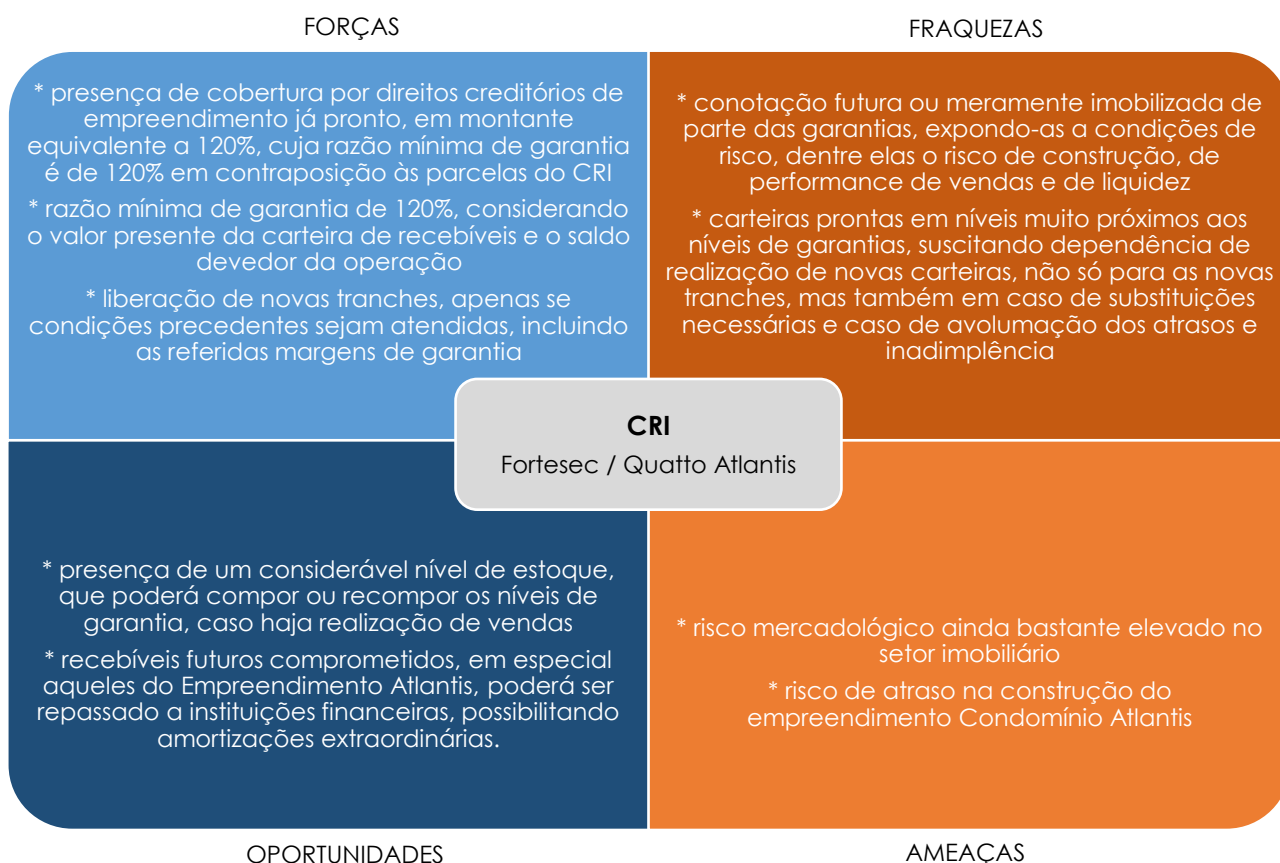 FORÇAS
* presença de cobertura por direitos creditórios de
empreendimento já pronto, em montante
equivalente a 120%, cuja razão mínima de garantia
é de 120% em contraposição às parcelas do CRI
* razão mínima de garantia de 120%, considerando
o valor presente da carteira de recebíveis e o saldo
devedor da operação
* liberação de novas tranches, apenas se
condições precedentes sejam atendidas, incluindo
as referidas margens de garantia
FRAQUEZAS
* conotação futura ou meramente imobilizada de
parte das garantias, expondo-as a condições de
risco, dentre elas o risco de construção, de
performance de vendas e de liquidez
* carteiras prontas em níveis muito próximos aos
níveis de garantias, suscitando dependência de
realização de novas carteiras, não só para as novas
tranches, mas também em caso de substituições
necessárias e caso de avolumação dos atrasos e
inadimplência
CRI
Fortesec / Quatto Atlantis
* presença de um considerável nível de estoque,
que poderá compor ou recompor os níveis de
garantia, caso haja realização de vendas
* recebíveis futuros comprometidos, em especial
aqueles do Empreendimento Atlantis, poderá ser
repassado a instituições financeiras, possibilitando
amortizações extraordinárias.
OPORTUNIDADES
* risco mercadológico ainda bastante elevado no
setor imobiliário
* risco de atraso na construção do
empreendimento Condomínio Atlantis
AMEAÇAS